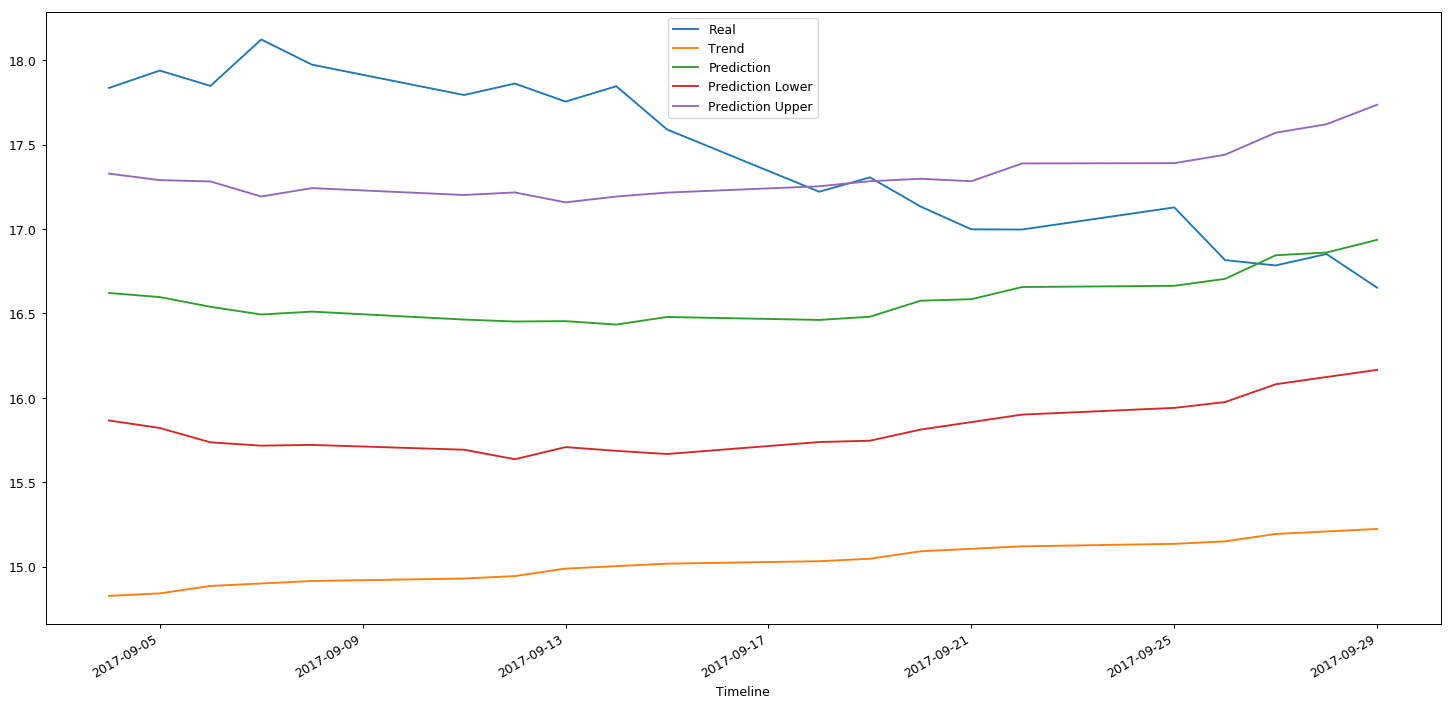 Real
Trend
Prediction
Prediction Lower
Prediction Upper
18.0
17.5
17.0
16.5
16.0
15.5
15.0
2017-09-05
2017-09-09
2017-09-13
2017-09-17
2017-09-21
2017-09-25
2017-09-29
Timeline